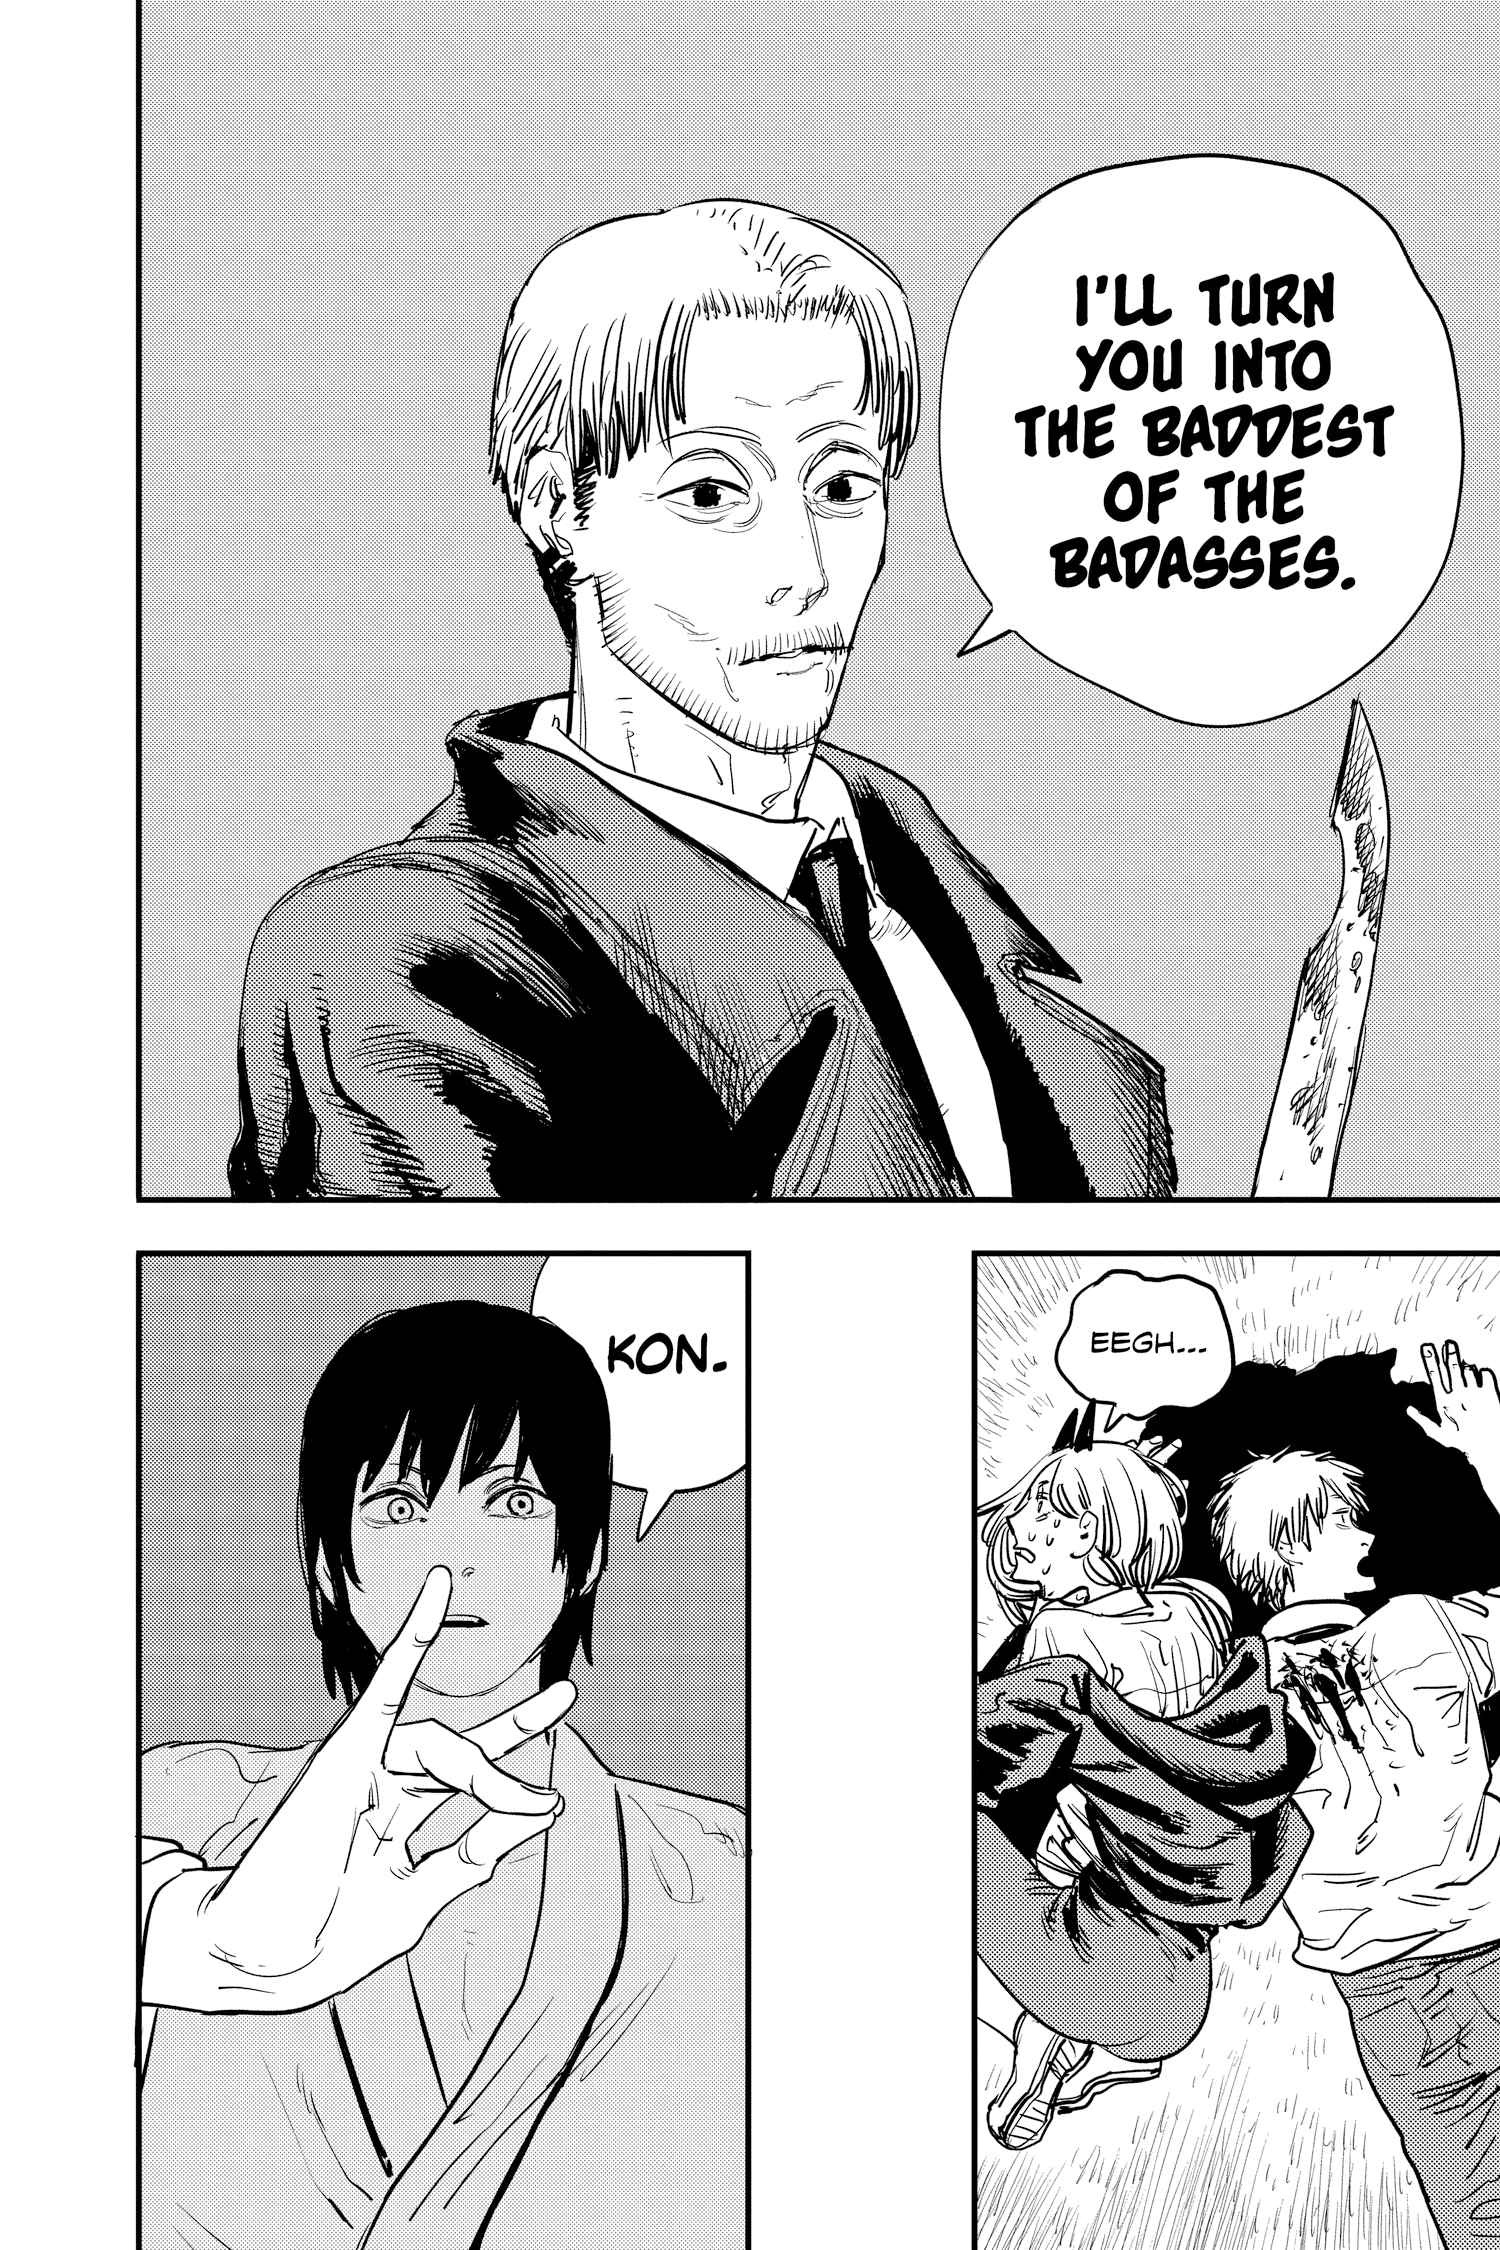 I'LL TURN
YOU INTO
THE BADDEST
OF THE
BADASSES.
EEGH...
KON.